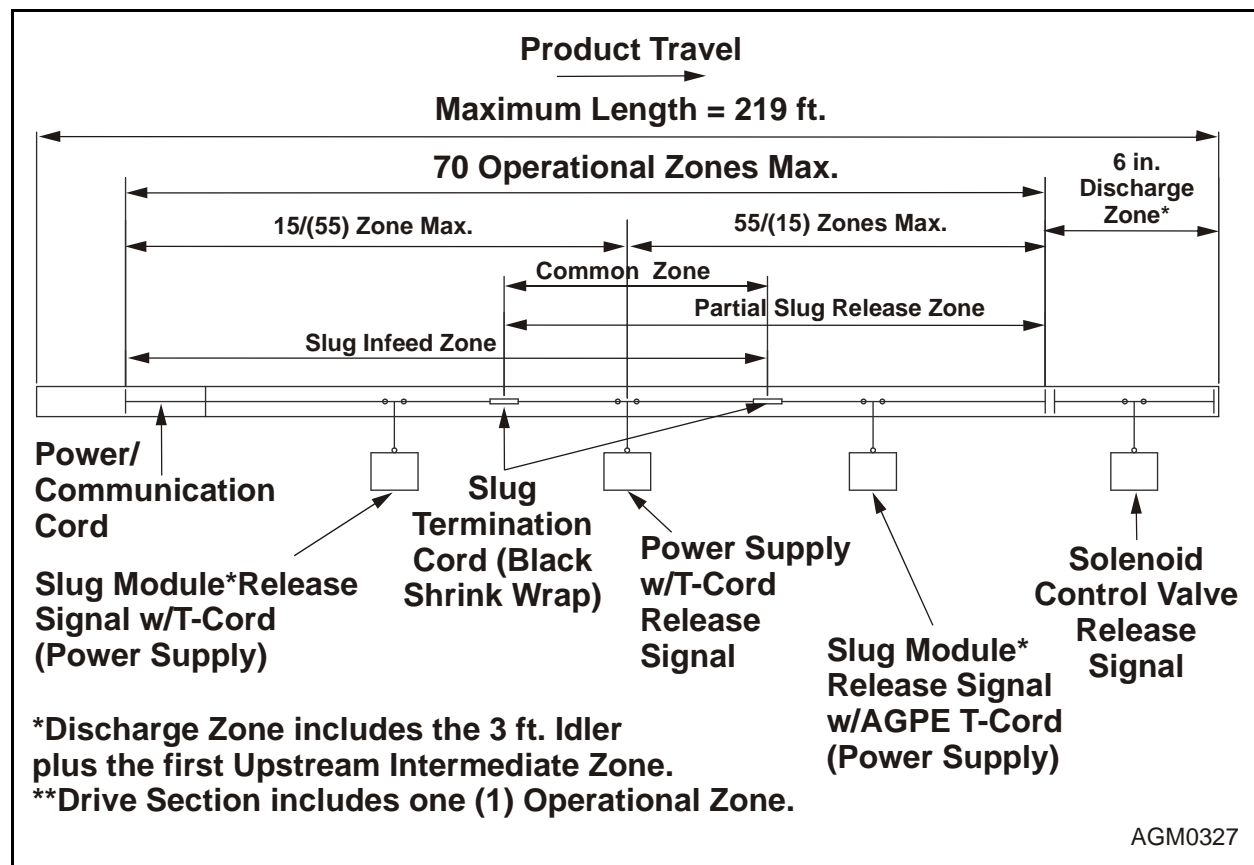 Product Travel
Maximum Length = 219 ft.
70 Operational Zones Max.
6 in.
Discharge
Zone*
15/(55) Zone Max.
55/(15) Zones Max.
Common Zone
Partial Slug Release Zone
Slug Infeed Zone
Power/
Communication
Cord
Slug Module*Release
Signal w/T-Cord
(Power Supply)
Slug
Termination
Cord (Black
Shrink Wrap)
Power Supply
w/T-Cord
Release
Signal
Slug Module*
Release Signal
w/AGPE T-Cord
(Power Supply)
Solenoid
Control Valve
Release
Signal
*Discharge Zone includes the 3 ft. Idler
plus the first Upstream Intermediate Zone.
**Drive Section includes one (1) Operational Zone.
AGM0327